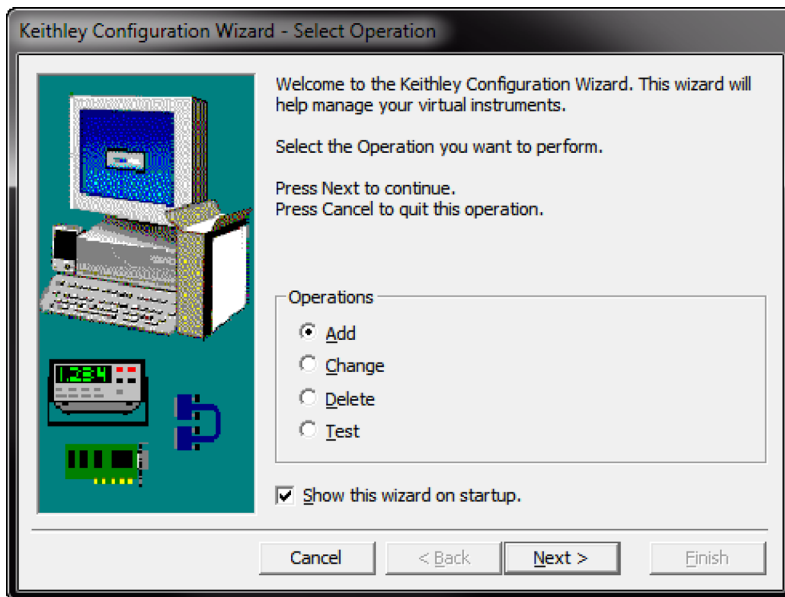 Keithley Configuration Wizard - Select Operation
Welcome to the Keithley Configuration Wizard. This wizard will
help manage your virtual instruments.
Select the Operation you want to perform.
Press Next to continue.
Press Cancel to quit this operation.
Operations
Add
Change
Delete
Test
1.234
Show this wizard on startup.
Cancel
< Back
Next >
Finish